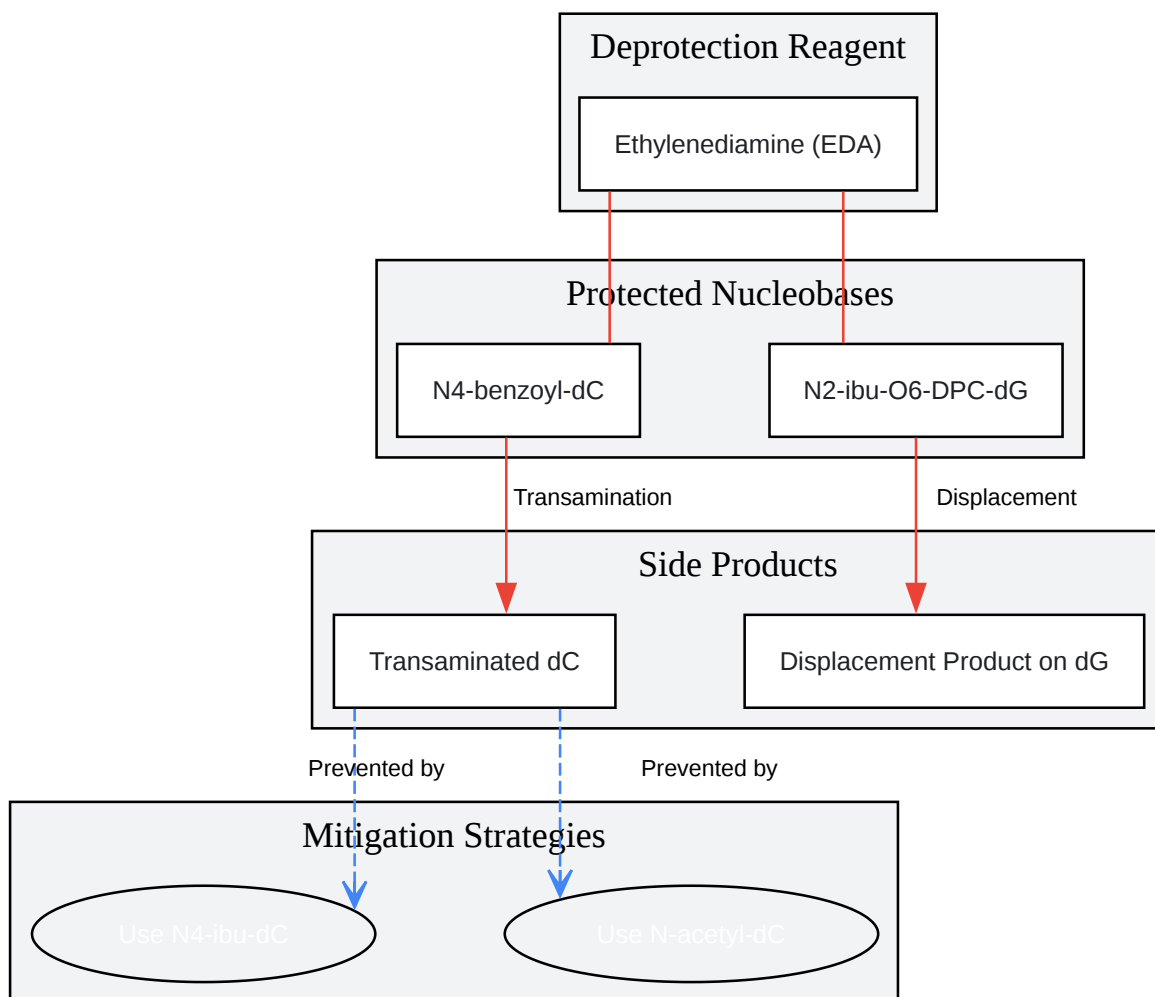 Deprotection Reagent
Ethylenediamine (EDA)
Protected Nucleobases
N4-benzoyl-dC
N2-ibu-O6-DPC-dG
Transamination
Displacement
Side Products
Transaminated dC
Displacement Product on dG
Prevented by
Prevented by
Mitigation Strategies
Use N4-ibu-dC
Use N-acetyl-dC